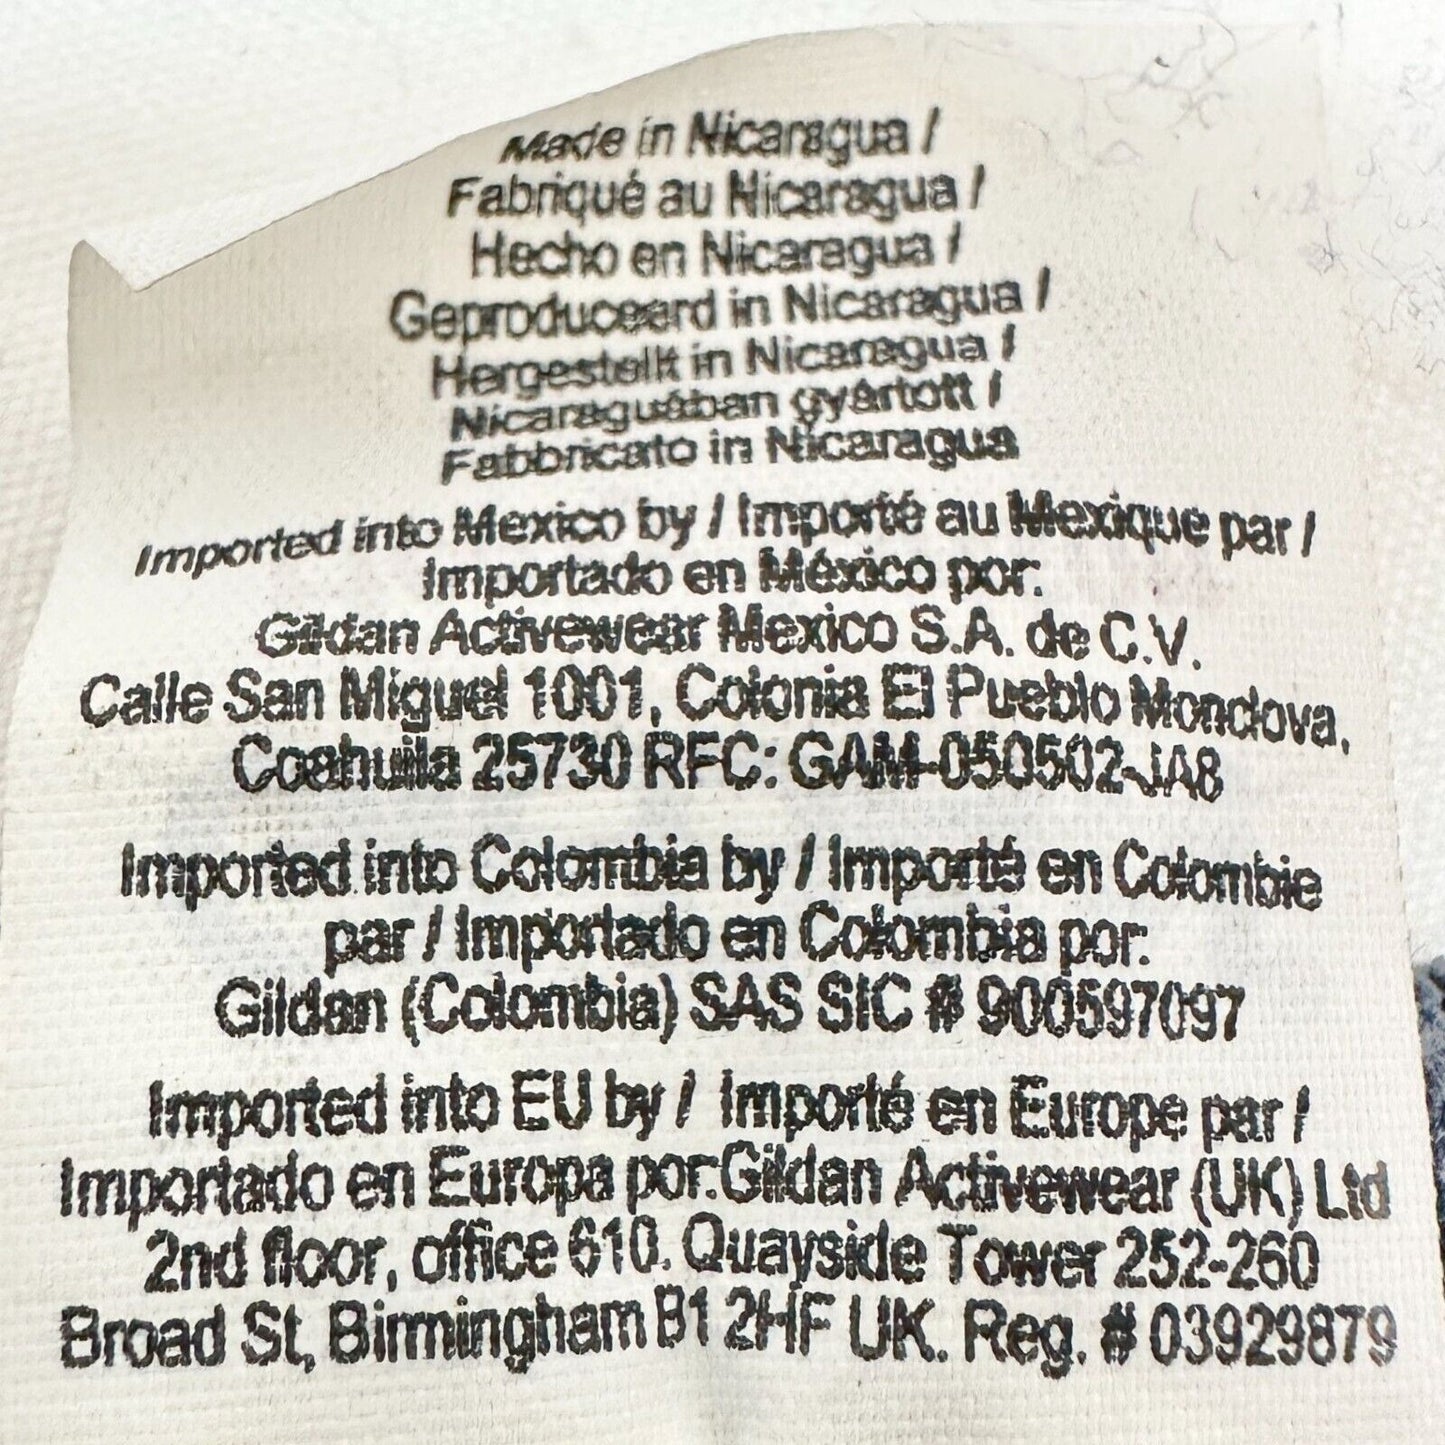 Made in Nicaragua /
Fabriqué au Nicaragua /
Hecho en Nicaragua /
Geproduceerd in Nicaragua /
Hergestellt in Nicaragua /
Nicaraguában gyártott /
Fabbricato in Nicaragua
Imported into Mexico by / Importé au Mexique par /
Importado en México por:
Gildan Activewear Mexico S.A. de C.V.
Calle San Miguel 1001, Colonia El Pueblo Mondova,
Coahuila 25730 RFC: GAM-050502-JA8
Imported into Colombia by / Importé en Colombie
par / Importado en Colombia por:
Gildan (Colombia) SAS SIC # 900597097
Imported into EU by / Importé en Europe par /
Importado en Europa por:Gildan Activewear (UK) Ltd
2nd floor, office 610. Quayside Tower 252-260
Broad St, Birmingham B1 2HF UK. Reg. # 03929879